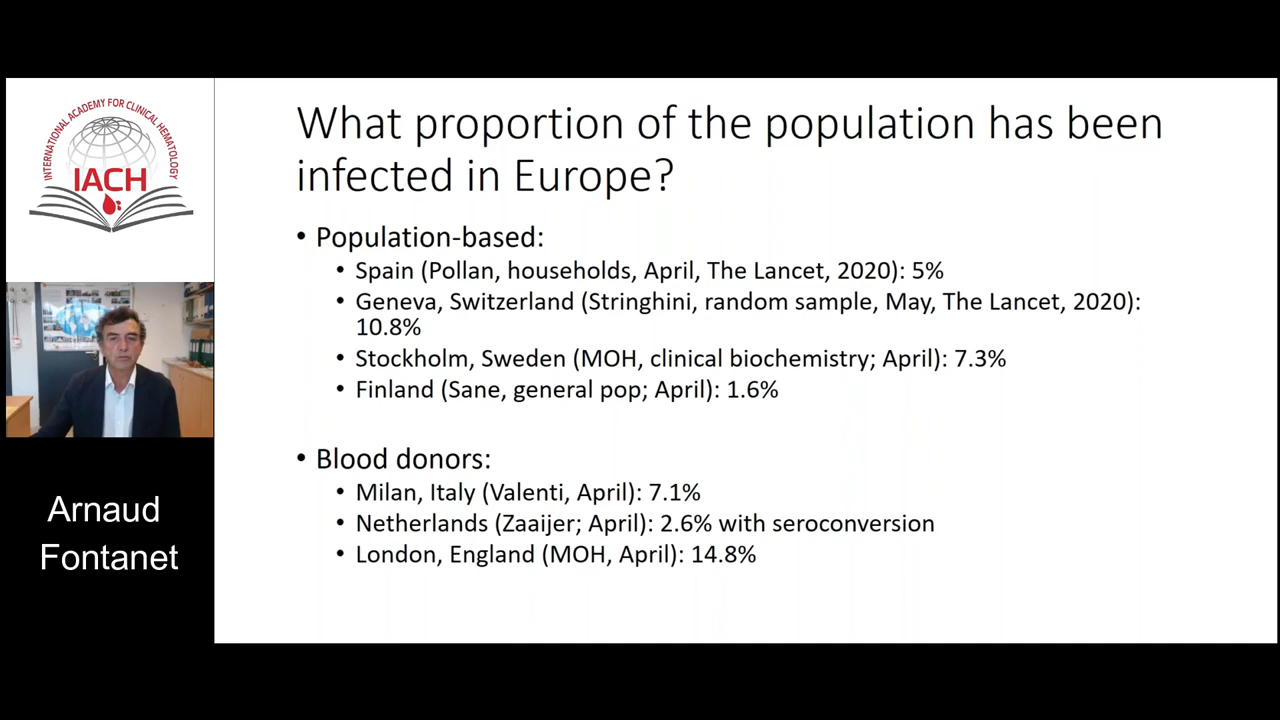 INTERNATIONAL ACADEMY FOR CLINICAL HEMATOLOGY
IACH
What proportion of the population has been
infected in Europe?
• Population-based:
• Spain (Pollan, households, April, The Lancet, 2020): 5%
• Geneva, Switzerland (Stringhini, random sample, May, The Lancet, 2020):
10.8%
• Stockholm, Sweden (MOH, clinical biochemistry; April): 7.3%
• Finland (Sane, general pop; April): 1.6%
• Blood donors:
• Milan, Italy (Valenti, April): 7.1%
• Netherlands (Zaaijer; April): 2.6% with seroconversion
• London, England (MOH, April): 14.8%
Arnaud
Fontanet